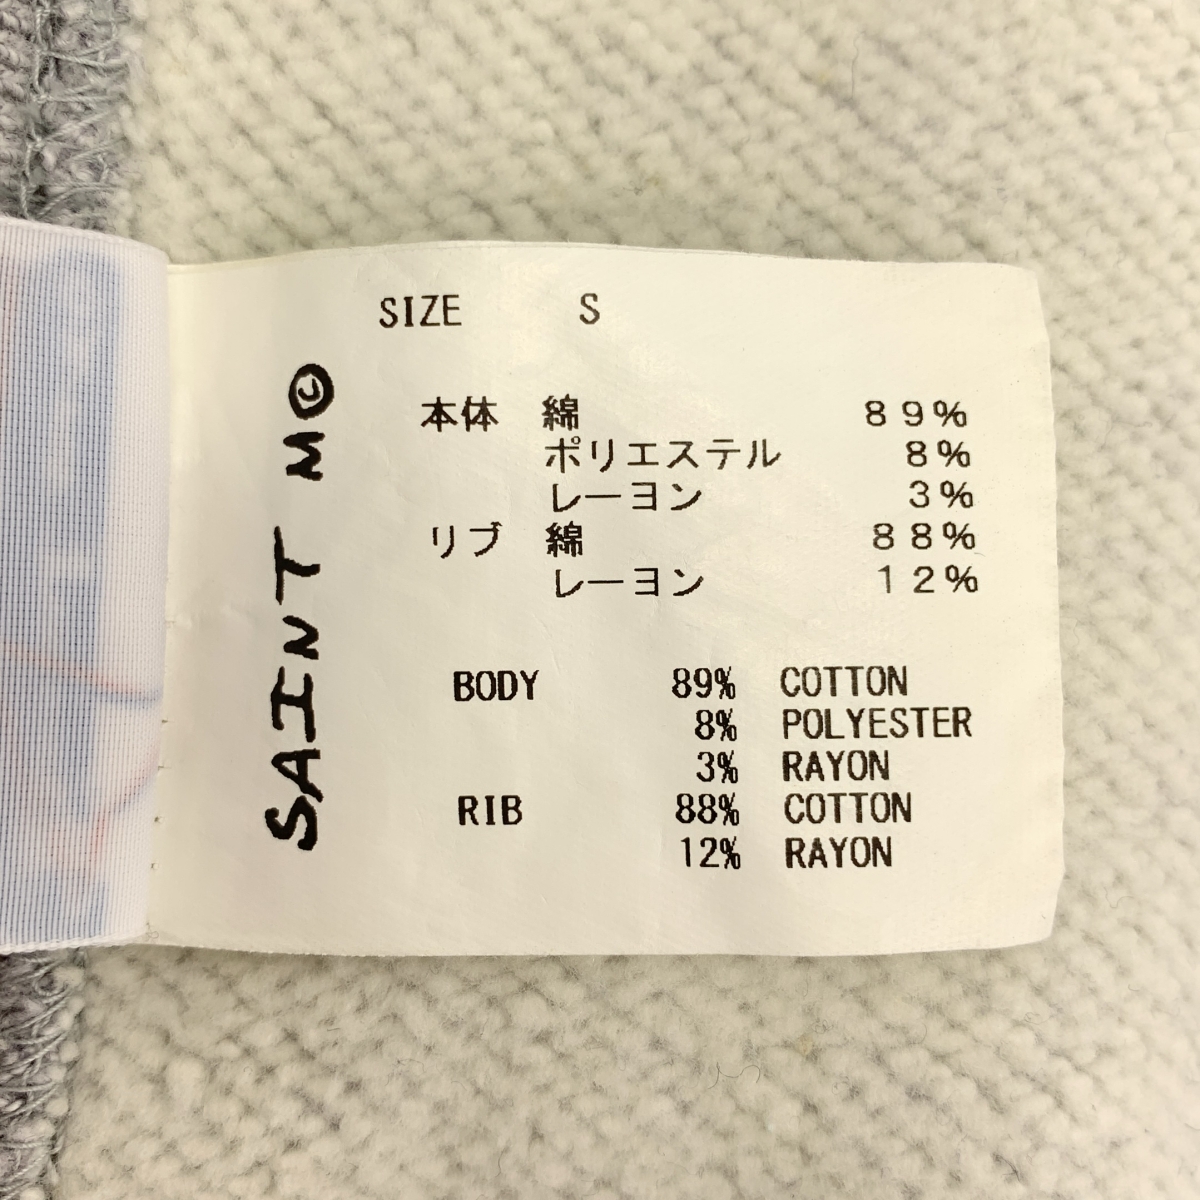 SIZE S
SAINT M©
本体 綿 89%
ポリエステル 8%
レーヨン 3%
リブ 綿 88%
レーヨン 12%
BODY 89% COTTON
8% POLYESTER
3% RAYON
RIB 88% COTTON
12% RAYON